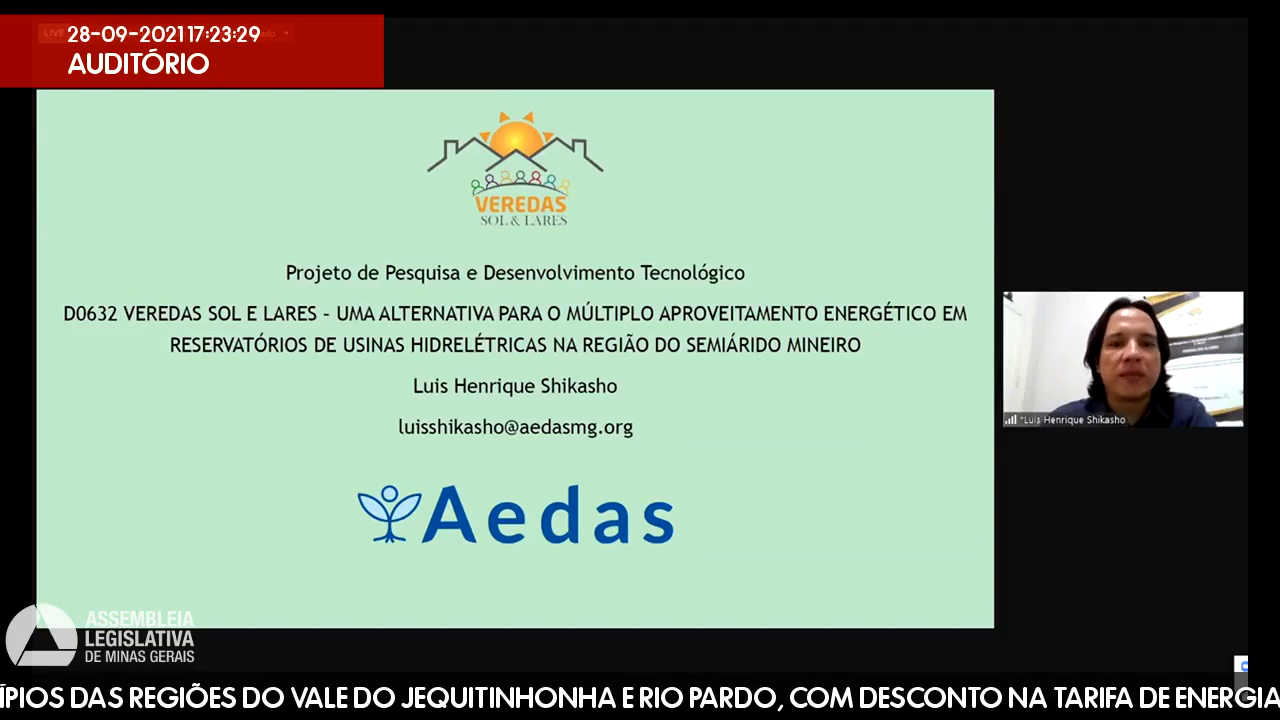 LIVE
28-09-2021 17:23:29
AUDITÓRIO
VEREDAS
SOL & LARES
Projeto de Pesquisa e Desenvolvimento Tecnológico
D0632 VEREDAS SOL E LARES – UMA ALTERNATIVA PARA O MÚLTIPLO APROVEITAMENTO ENERGÉTICO EM
RESERVATÓRIOS DE USINAS HIDRELÉTRICAS NA REGIÃO DO SEMIÁRIDO MINEIRO
Luis Henrique Shikasho
luisshikasho@aedasmg.org
Aedas
*Luis Henrique Shikasho
ASSEMBLEIA
LEGISLATIVA
DE MINAS GERAIS
ÍPIOS DAS REGIÕES DO VALE DO JEQUITINHONHA E RIO PARDO, COM DESCONTO NA TARIFA DE ENERGIA